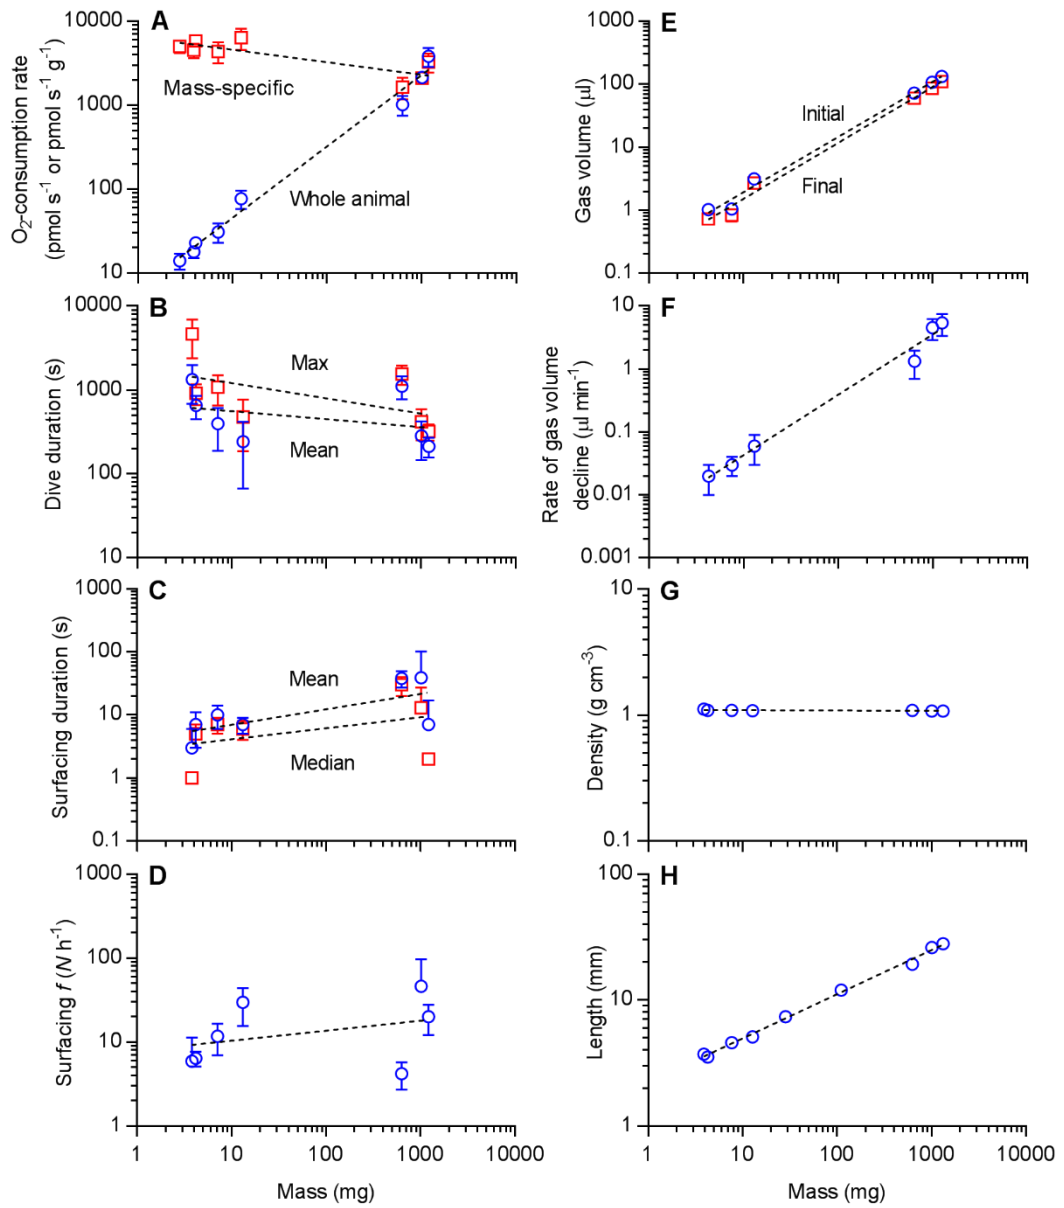 A
O2-consumption rate
(pmol s-1 or pmol s-1 g-1)
10000
1000
100
10
Mass-specific
Whole animal
B
Dive duration (s)
10000
1000
100
10
Max
Mean
C
Surfacing duration (s)
1000
100
10
1
0.1
Mean
Median
D
Surfacing f (N h-1)
1000
100
10
1
1
10
100
1000
10000
Mass (mg)
E
Gas volume (μl)
1000
100
10
1
0.1
Initial
Final
F
Rate of gas volume
decline (μl min-1)
10
1
0.1
0.01
0.001
G
Density (g cm-3)
10
1
0.1
H
Length (mm)
100
10
1
1
10
100
1000
10000
Mass (mg)